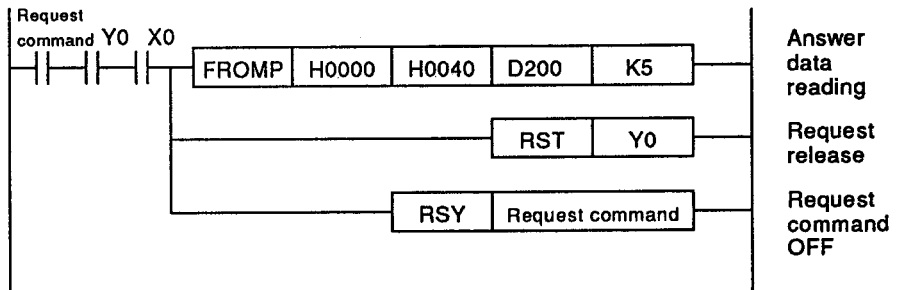 Request
command Y0 X0
FROMP H0000 H0040 D200 K5
Answer
data
reading
RST Y0
Request
release
RSY Request command
Request
command
OFF